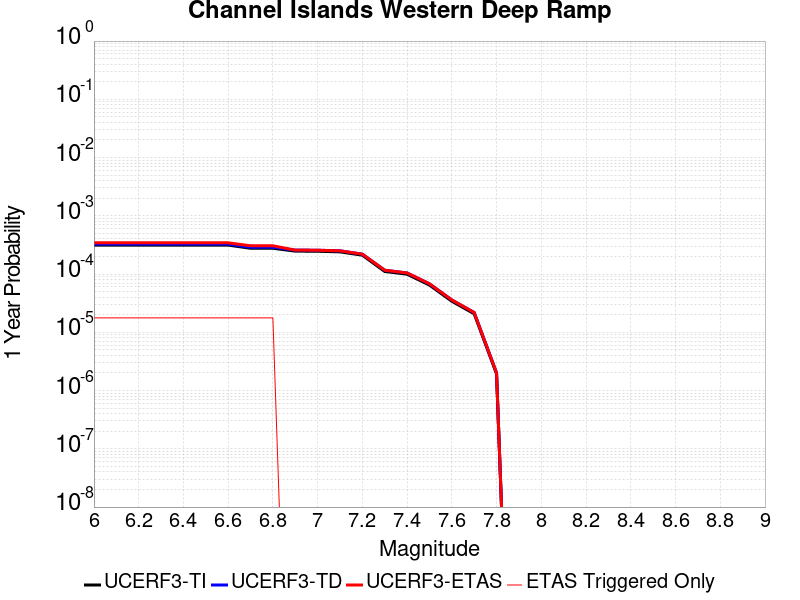 Channel Islands Western Deep Ramp
10^0
10^-1
10^-2
10^-3
10^-4
10^-5
10^-6
10^-7
10^-8
1 Year Probability
6 6.2 6.4 6.6 6.8 7 7.2 7.4 7.6 7.8 8 8.2 8.4 8.6 8.8 9
Magnitude
UCERF3-TI UCERF3-TD UCERF3-ETAS ETAS Triggered Only